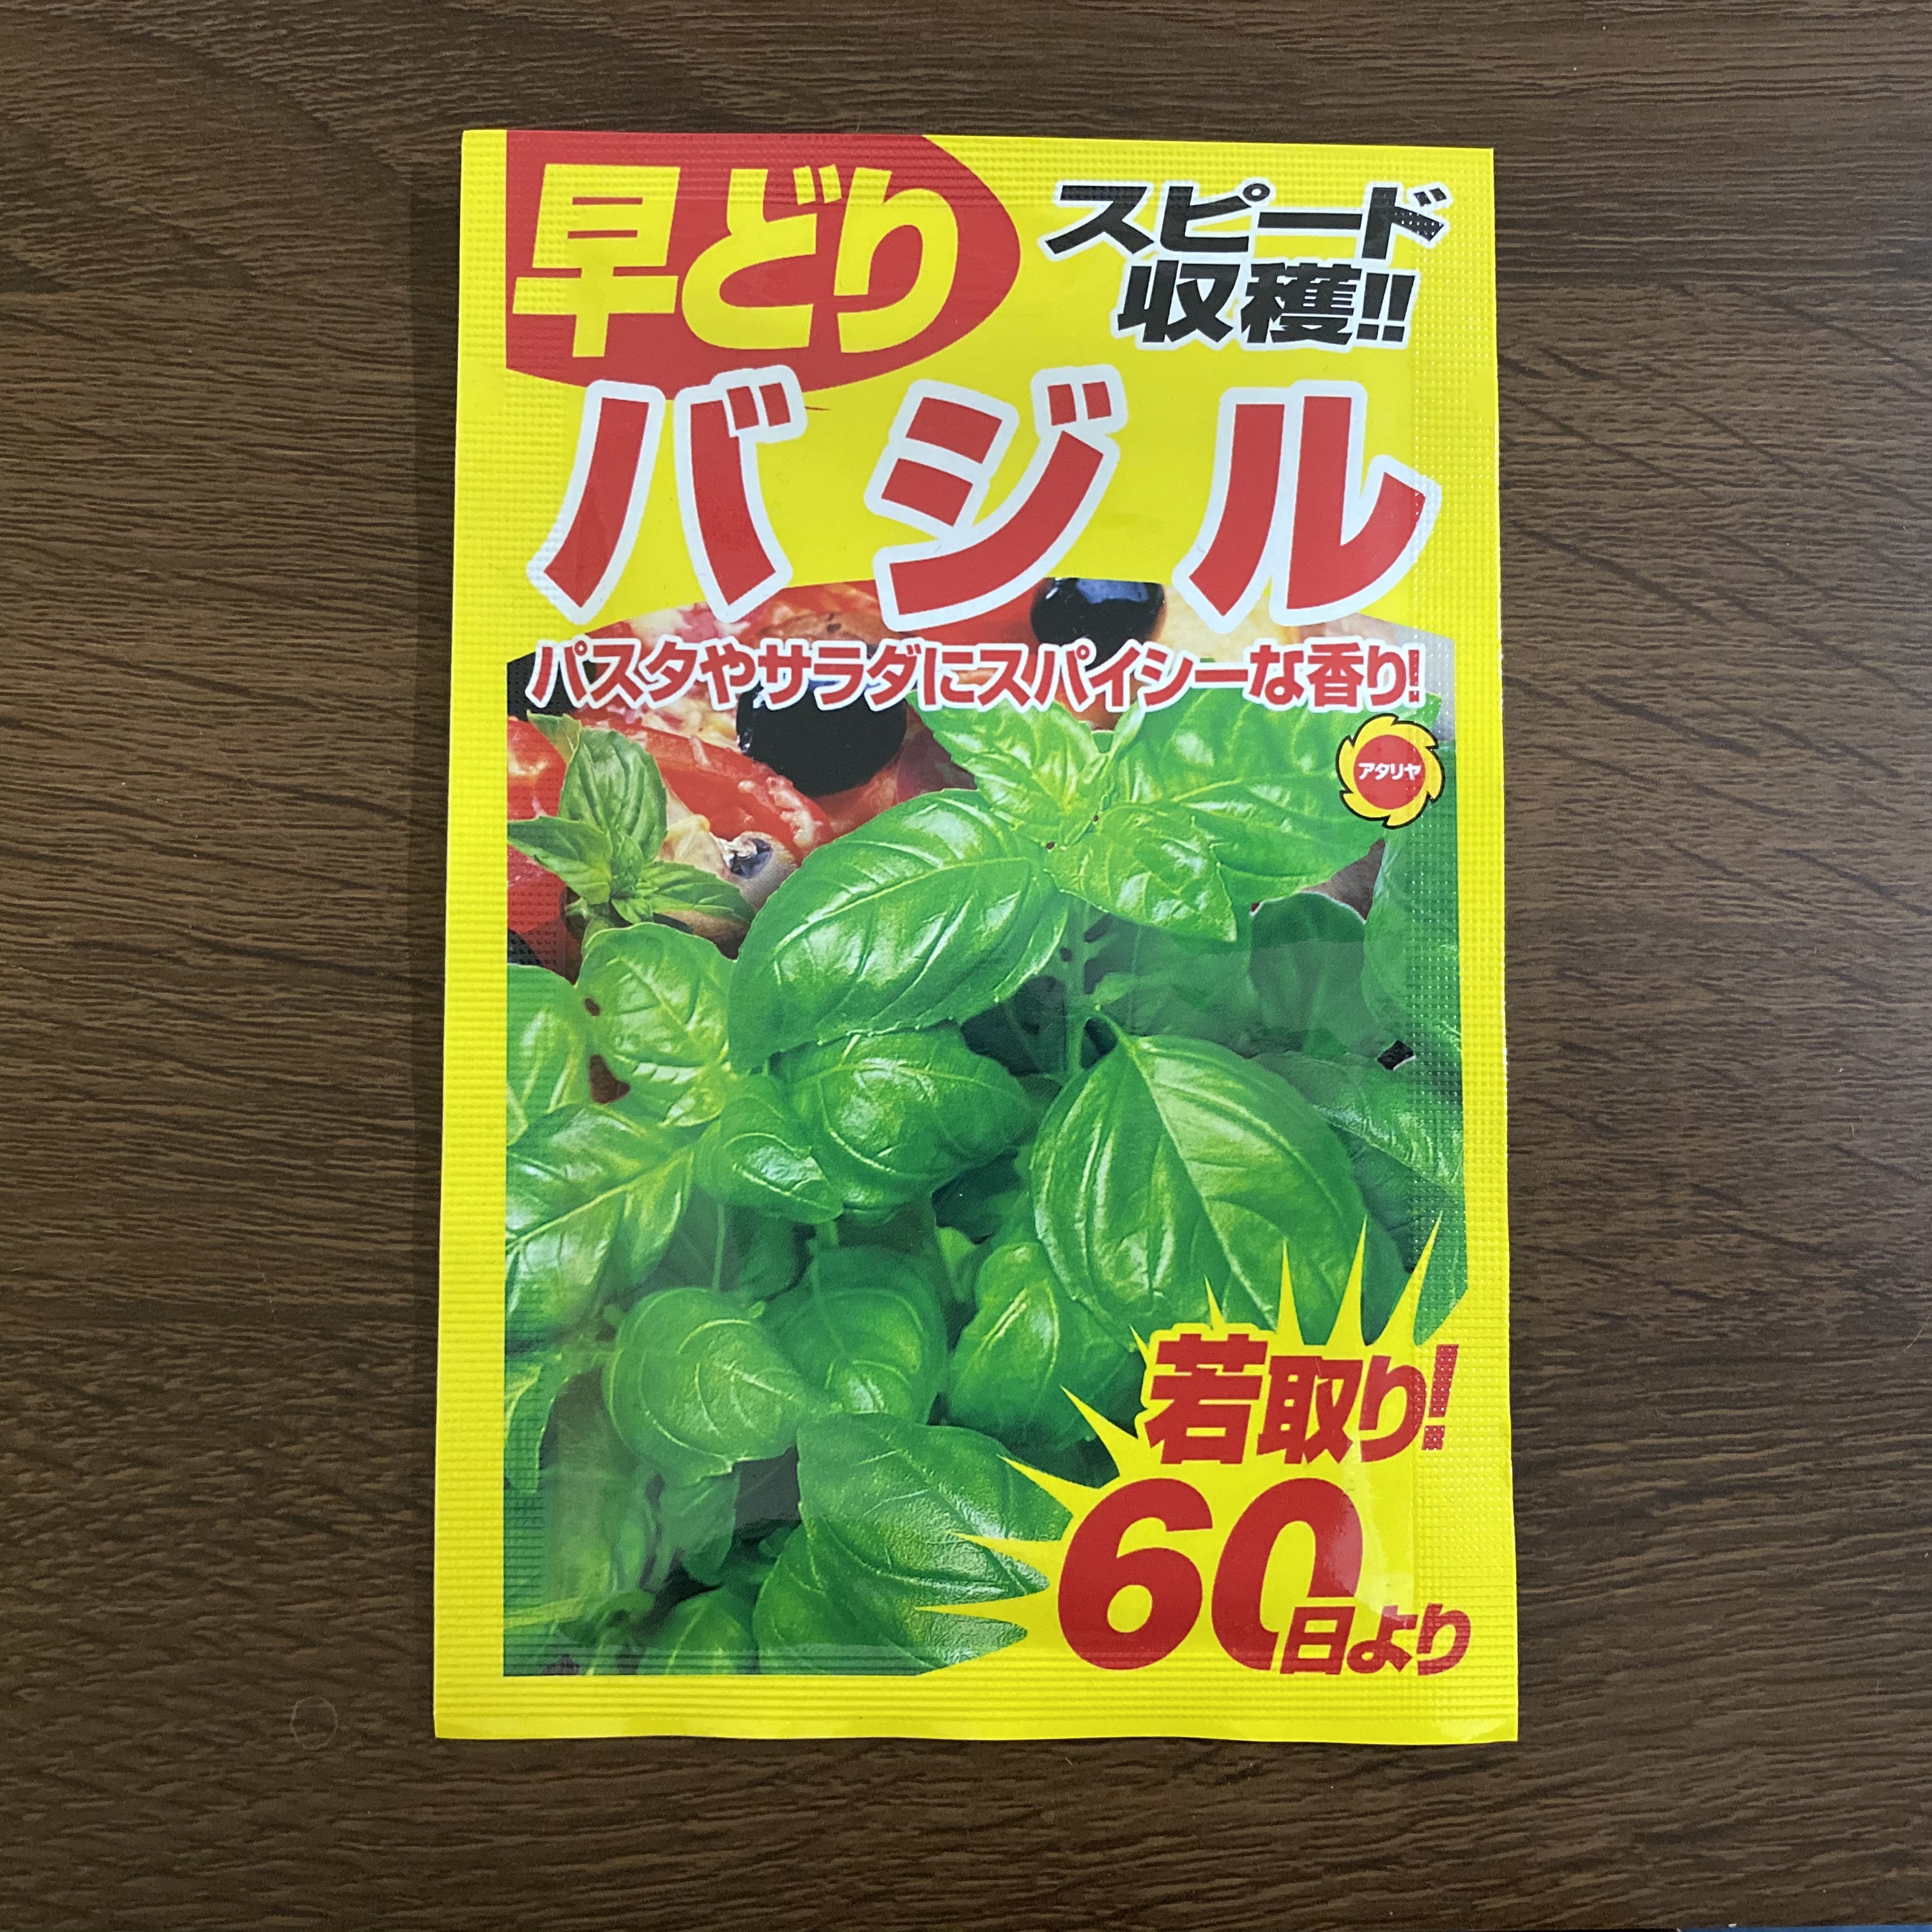 早どり
スピード
収穫!!
バジル
パスタやサラダにスパイシーな香り!
アタリヤ
若取り!
60日より